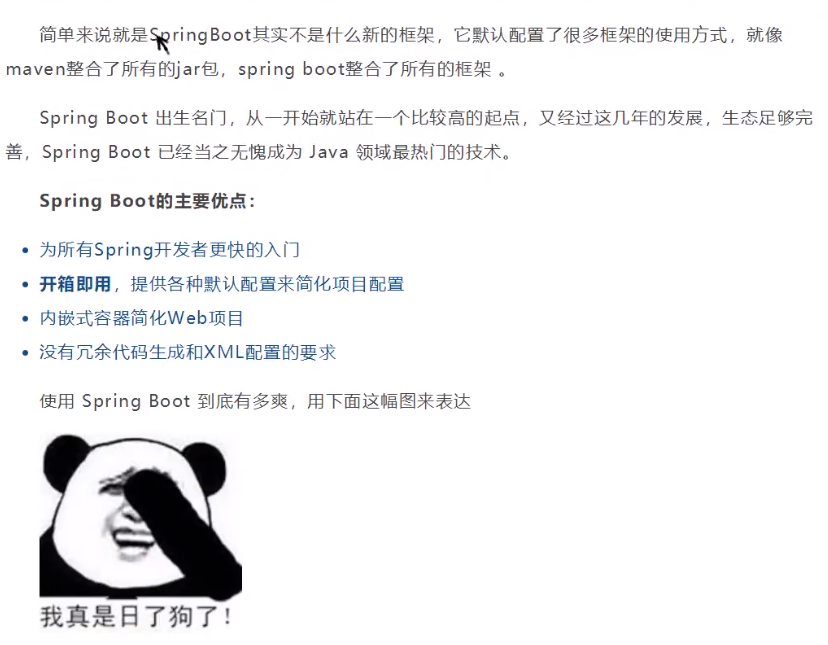 简单来说就是SpringBoot其实不是什么新的框架，它默认配置了很多框架的使用方式，就像
maven整合了所有的jar包，spring boot整合了所有的框架 。
Spring Boot 出生名门，从一开始就站在一个比较高的起点，又经过这几年的发展，生态足够完
善，Spring Boot 已经当之无愧成为 Java 领域最热门的技术。
Spring Boot的主要优点：
• 为所有Spring开发者更快的入门
• 开箱即用，提供各种默认配置来简化项目配置
• 内嵌式容器简化Web项目
• 没有冗余代码生成和XML配置的要求
使用 Spring Boot 到底有多爽，用下面这幅图来表达
我真是日了狗了！